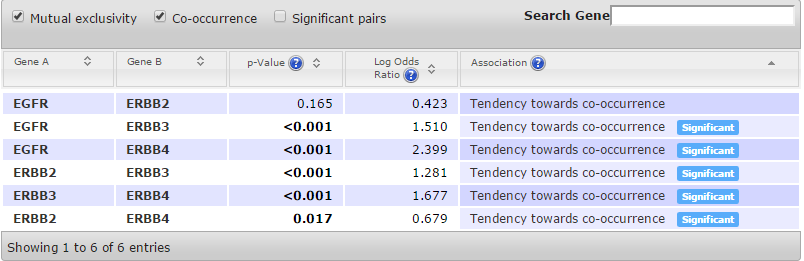 Mutual exclusivity Co-occurrence Significant pairs Search Gene
Gene A Gene B p-Value ? Log Odds Ratio ? Association ?
EGFR ERBB2 0.165 0.423 Tendency towards co-occurrence
EGFR ERBB3 <0.001 1.510 Tendency towards co-occurrence Significant
EGFR ERBB4 <0.001 2.399 Tendency towards co-occurrence Significant
ERBB2 ERBB3 <0.001 1.281 Tendency towards co-occurrence Significant
ERBB3 ERBB4 <0.001 1.677 Tendency towards co-occurrence Significant
ERBB2 ERBB4 0.017 0.679 Tendency towards co-occurrence Significant
Showing 1 to 6 of 6 entries